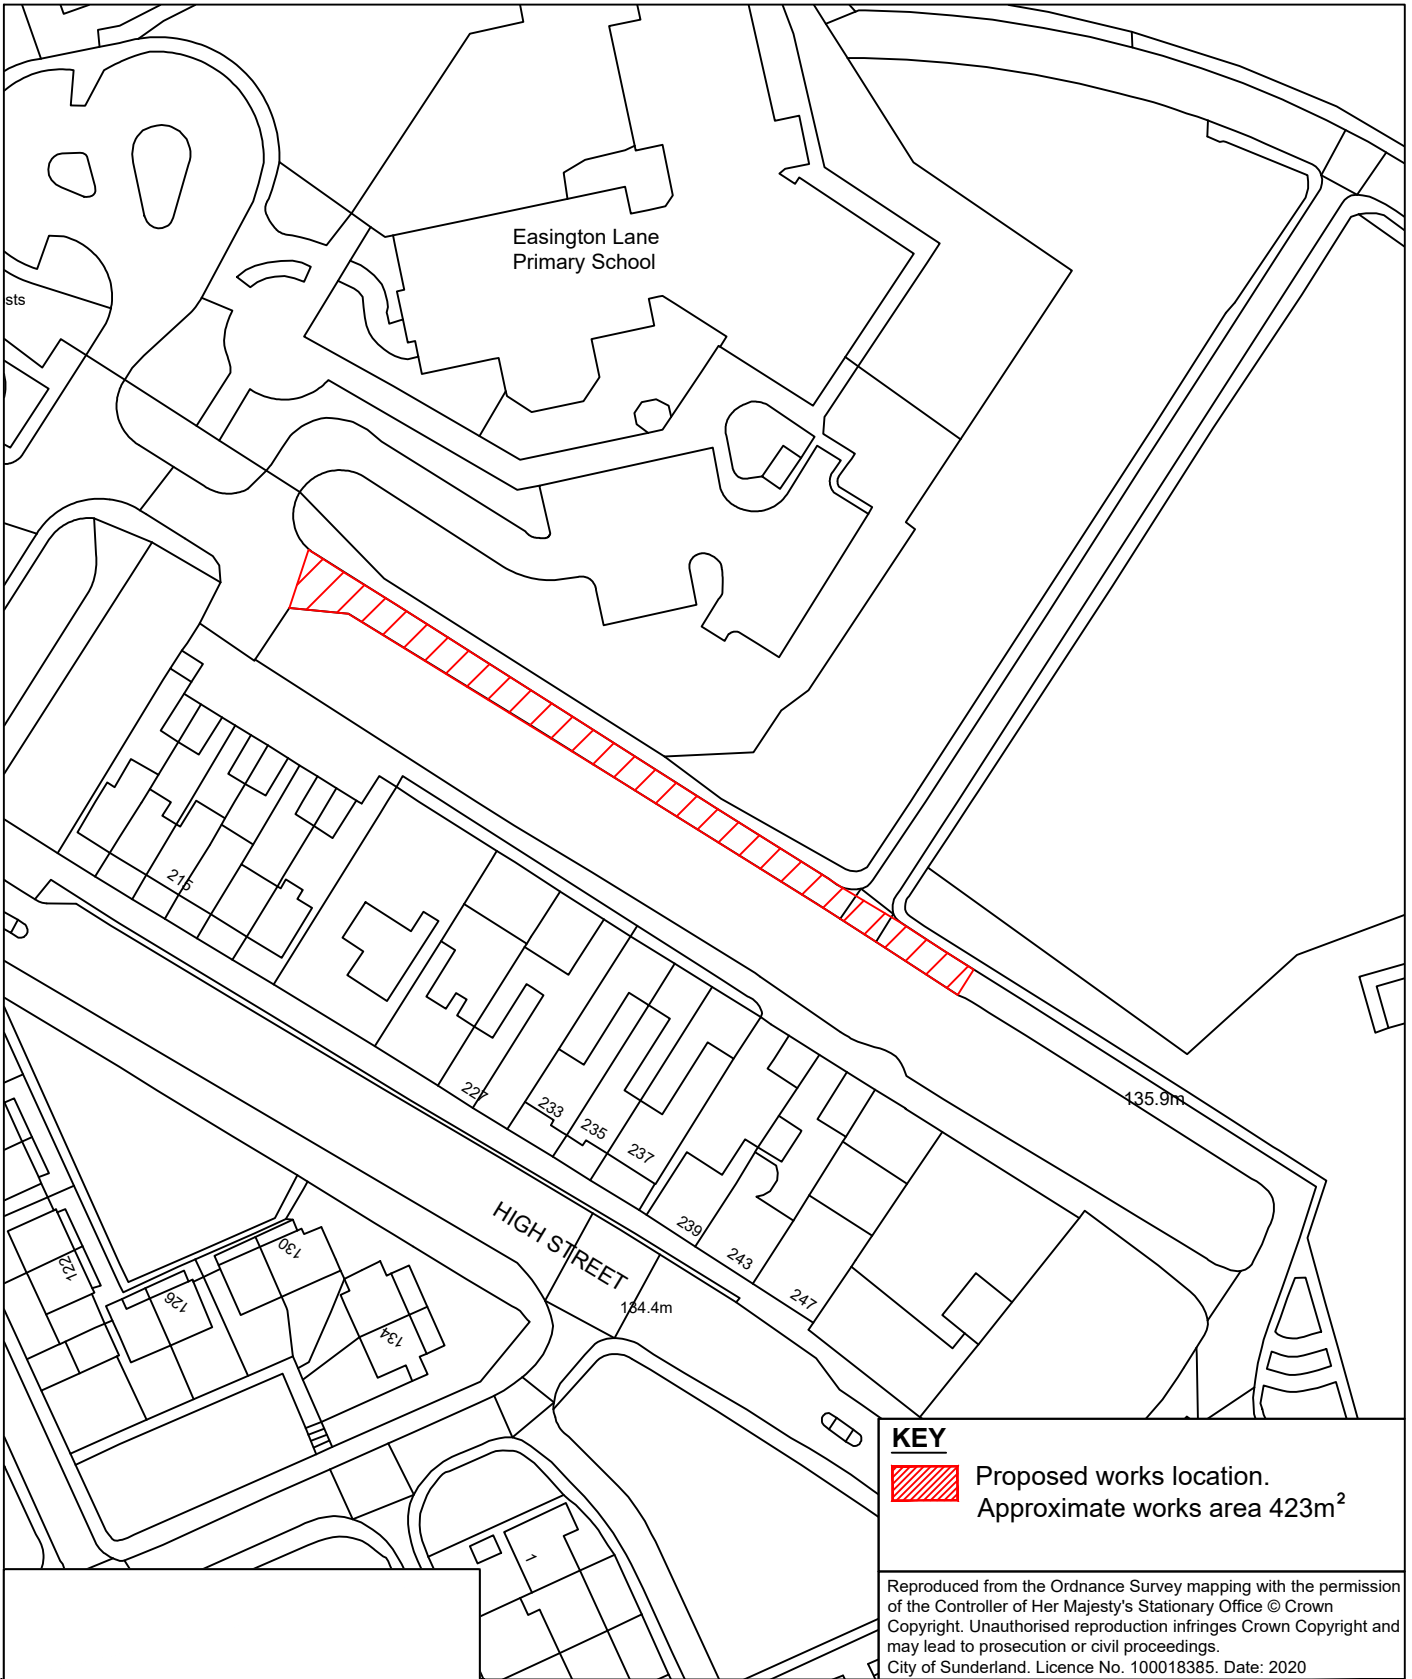 Easington Lane
Primary School
sts
215
227
233
235
237
239
243
247
135.9m
HIGH STREET
134.4m
122
126
130
134
1
KEY
Proposed works location.
Approximate works area 423m²
Reproduced from the Ordnance Survey mapping with the permission
of the Controller of Her Majesty's Stationary Office © Crown
Copyright. Unauthorised reproduction infringes Crown Copyright and
may lead to prosecution or civil proceedings.
City of Sunderland. Licence No. 100018385. Date: 2020